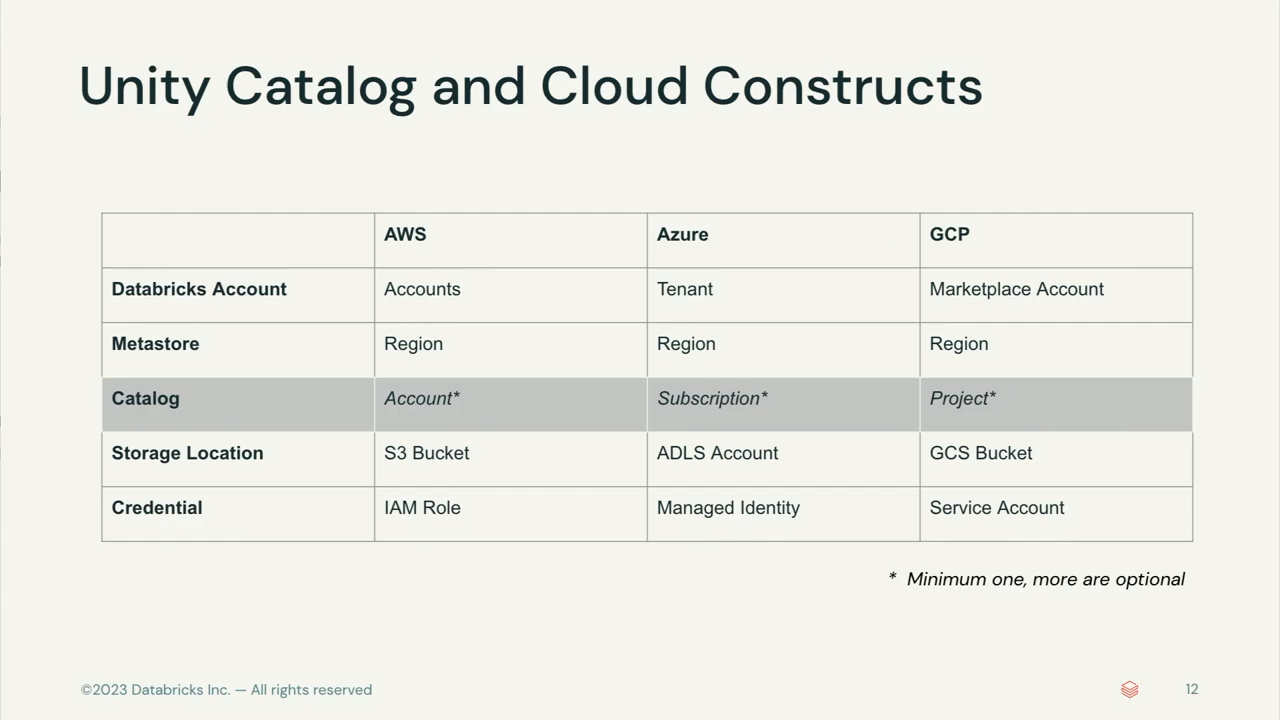 Unity Catalog and Cloud Constructs
AWS Azure GCP
Databricks Account Accounts Tenant Marketplace Account
Metastore Region Region Region
Catalog Account* Subscription* Project*
Storage Location S3 Bucket ADLS Account GCS Bucket
Credential IAM Role Managed Identity Service Account
* Minimum one, more are optional
©2023 Databricks Inc. — All rights reserved 12